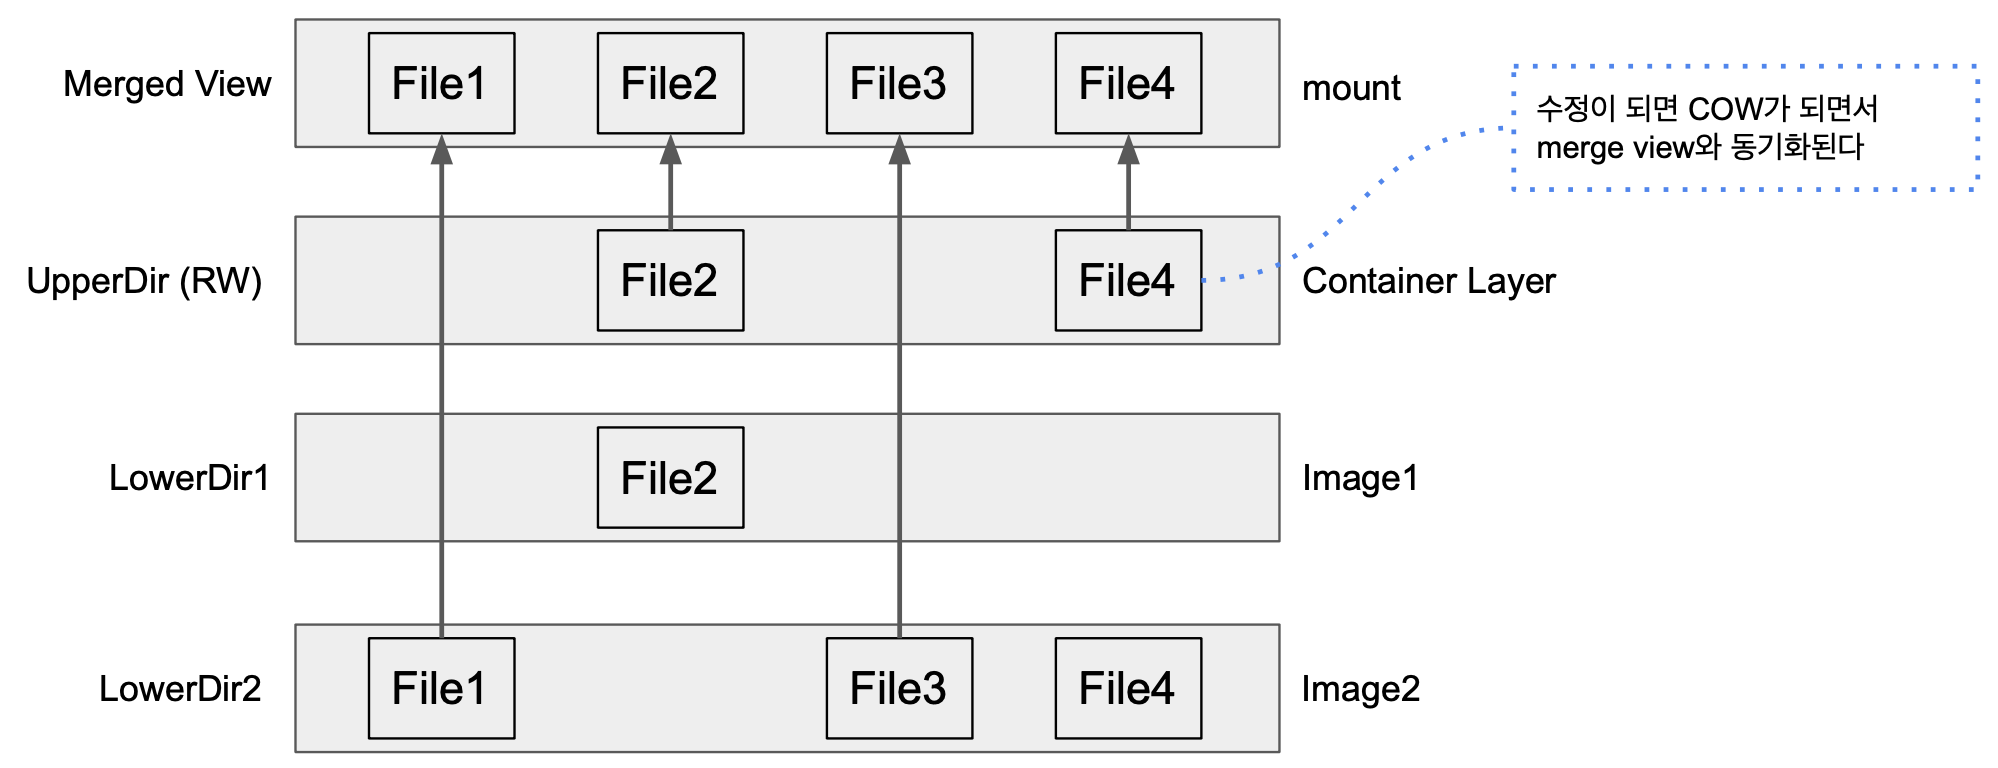 Merged View
File1
File2
File3
File4
mount
수정이 되면 COW가 되면서
merge view와 동기화된다
UpperDir (RW)
File2
File4
Container Layer
LowerDir1
File2
Image1
LowerDir2
File1
File3
File4
Image2